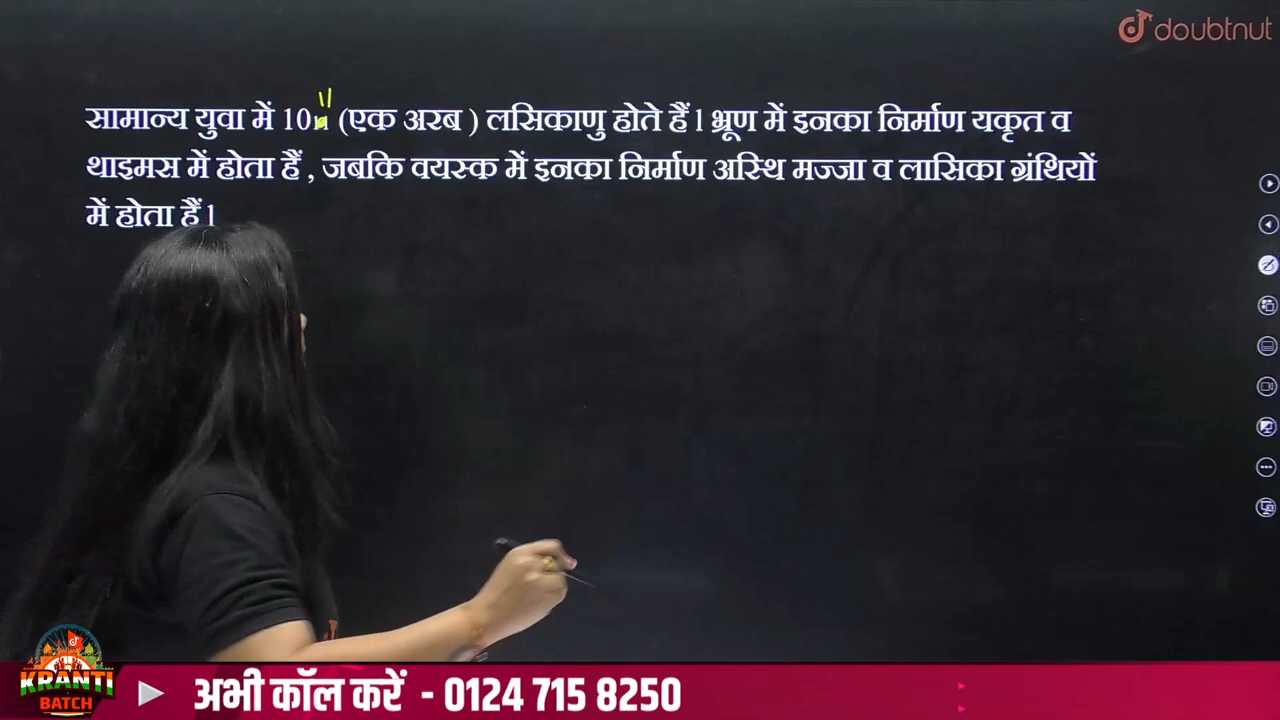 doubtnut
सामान्य युवा में 1011 (एक अरब ) लसिकाणु होते हैं l भ्रूण में इनका निर्माण यकृत व
थाइमस में होता हैं , जबकि वयस्क में इनका निर्माण अस्थि मज्जा व लासिका ग्रंथियों
में होता हैं l
KRANTI
BATCH
अभी कॉल करें - 0124 715 8250